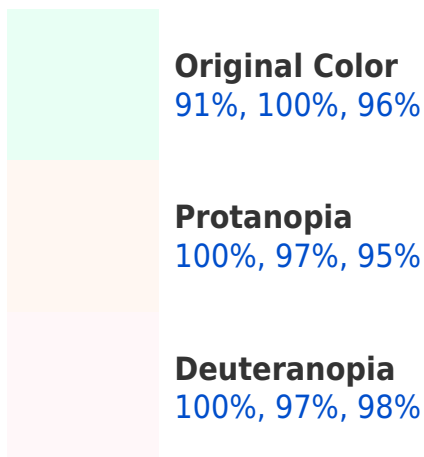 Original Color
91%, 100%, 96%
Protanopia
100%, 97%, 95%
Deuteranopia
100%, 97%, 98%